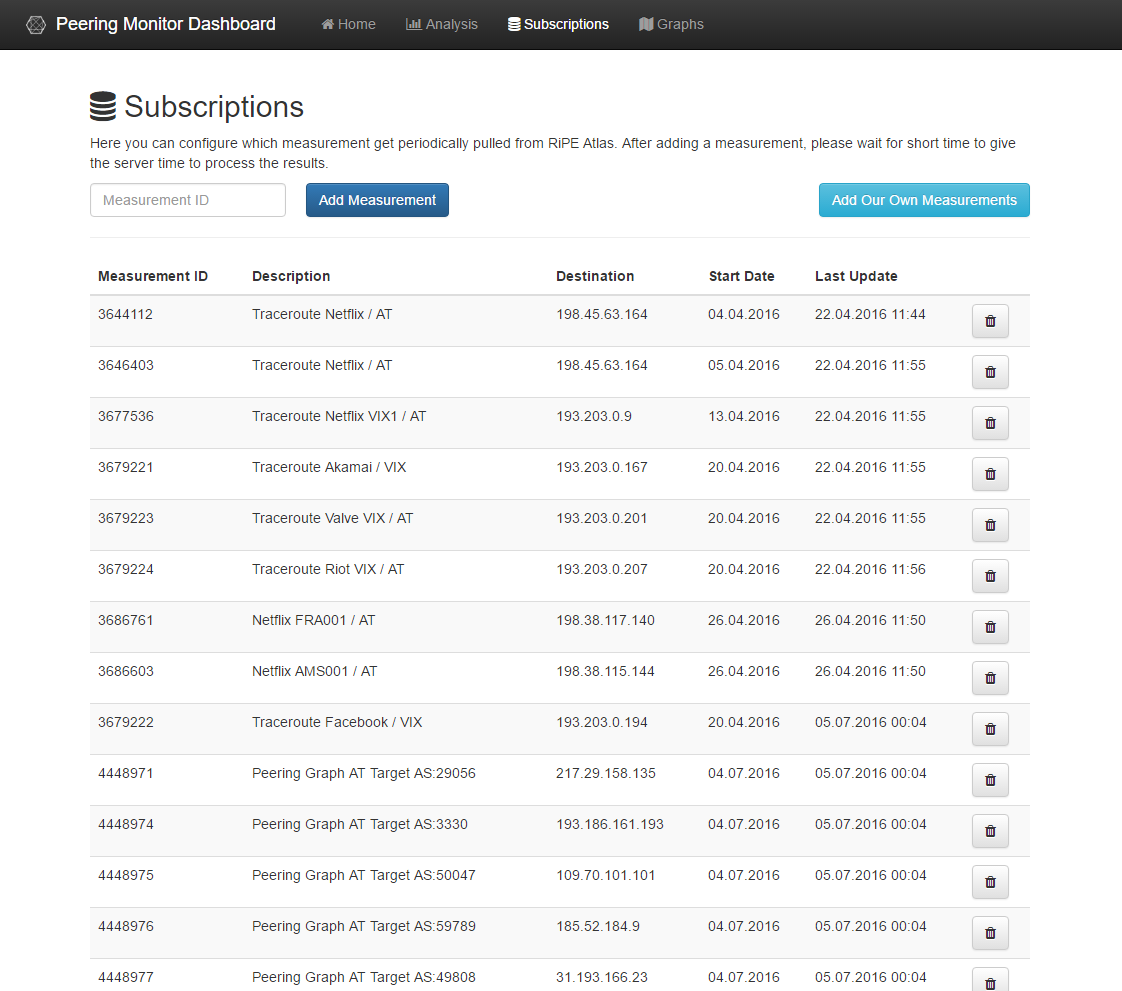 Peering Monitor Dashboard Home Analysis Subscriptions Graphs
Subscriptions
Here you can configure which measurement get periodically pulled from RiPE Atlas. After adding a measurement, please wait for short time to give
the server time to process the results.
Measurement ID Add Measurement Add Our Own Measurements
Measurement ID Description Destination Start Date Last Update
3644112 Traceroute Netflix / AT 198.45.63.164 04.04.2016 22.04.2016 11:44
3646403 Traceroute Netflix / AT 198.45.63.164 05.04.2016 22.04.2016 11:55
3677536 Traceroute Netflix VIX1 / AT 193.203.0.9 13.04.2016 22.04.2016 11:55
3679221 Traceroute Akamai / VIX 193.203.0.167 20.04.2016 22.04.2016 11:55
3679223 Traceroute Valve VIX / AT 193.203.0.201 20.04.2016 22.04.2016 11:55
3679224 Traceroute Riot VIX / AT 193.203.0.207 20.04.2016 22.04.2016 11:56
3686761 Netflix FRA001 / AT 198.38.117.140 26.04.2016 26.04.2016 11:50
3686603 Netflix AMS001 / AT 198.38.115.144 26.04.2016 26.04.2016 11:50
3679222 Traceroute Facebook / VIX 193.203.0.194 20.04.2016 05.07.2016 00:04
4448971 Peering Graph AT Target AS:29056 217.29.158.135 04.07.2016 05.07.2016 00:04
4448974 Peering Graph AT Target AS:3330 193.186.161.193 04.07.2016 05.07.2016 00:04
4448975 Peering Graph AT Target AS:50047 109.70.101.101 04.07.2016 05.07.2016 00:04
4448976 Peering Graph AT Target AS:59789 185.52.184.9 04.07.2016 05.07.2016 00:04
4448977 Peering Graph AT Target AS:49808 31.193.166.23 04.07.2016 05.07.2016 00:04